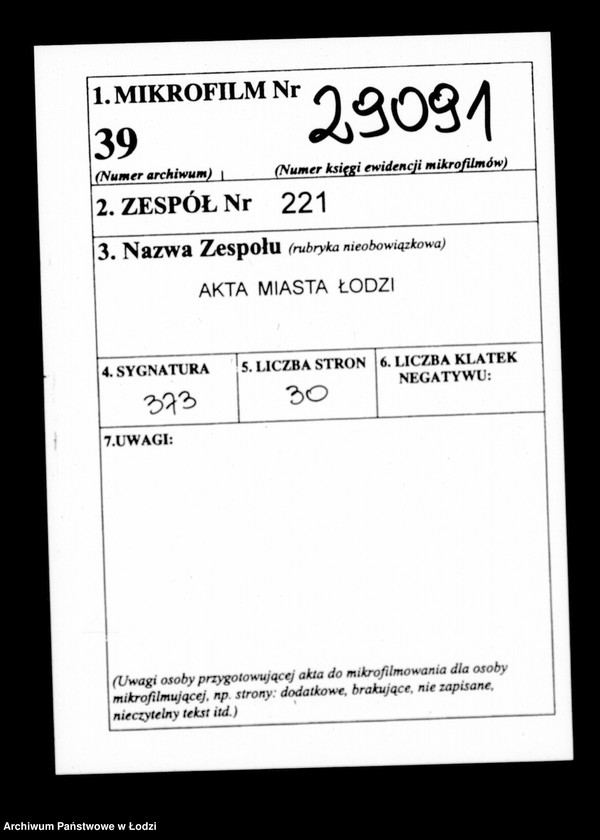 1. MIKROFILM Nr 29091
39
(Numer archiwum) (Numer księgi ewidencji mikrofilmów)
2. ZESPÓŁ Nr 221
3. Nazwa Zespołu (rubryka nieobowiązkowa)
AKTA MIASTA ŁODZI
4. SYGNATURA
373
5. LICZBA STRON
30
6. LICZBA KLATEK
NEGATYWU:
7.UWAGI:
(Uwagi osoby przygotowującej akta do mikrofilmowania dla osoby
mikrofilmującej, np. strony: dodatkowe, brakujące, nie zapisane,
nieczytelny tekst itd.)
Archiwum Państwowe w Łodzi